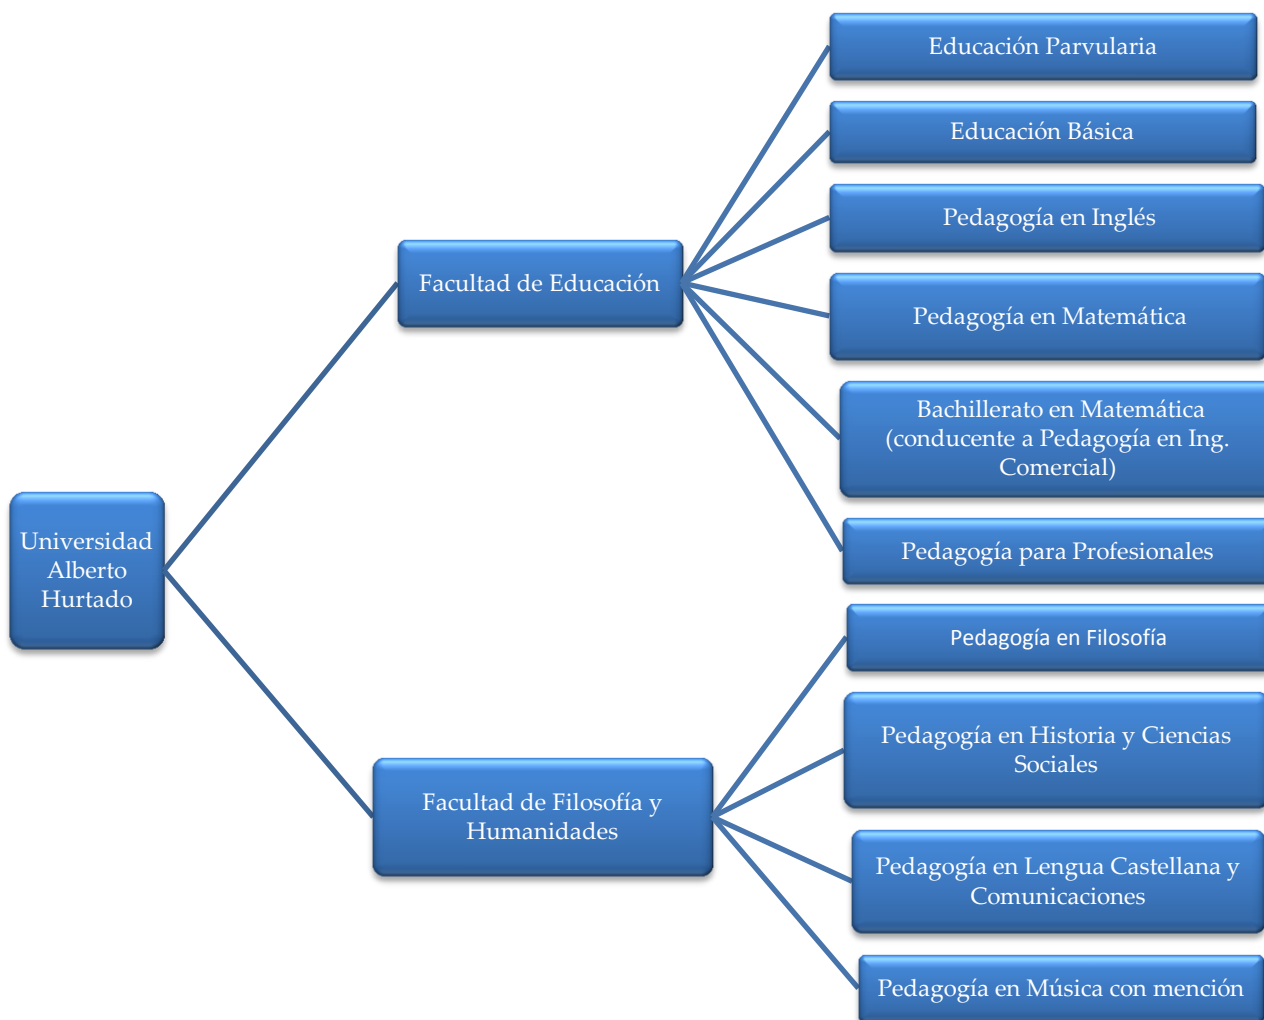 Universidad
Alberto
Hurtado
Facultad de Educación
Educación Parvularia
Educación Básica
Pedagogía en Inglés
Pedagogía en Matemática
Bachillerato en Matemática
(conducente a Pedagogía en Ing.
Comercial)
Pedagogía para Profesionales
Facultad de Filosofía y
Humanidades
Pedagogía en Filosofía
Pedagogía en Historia y Ciencias
Sociales
Pedagogía en Lengua Castellana y
Comunicaciones
Pedagogía en Música con mención